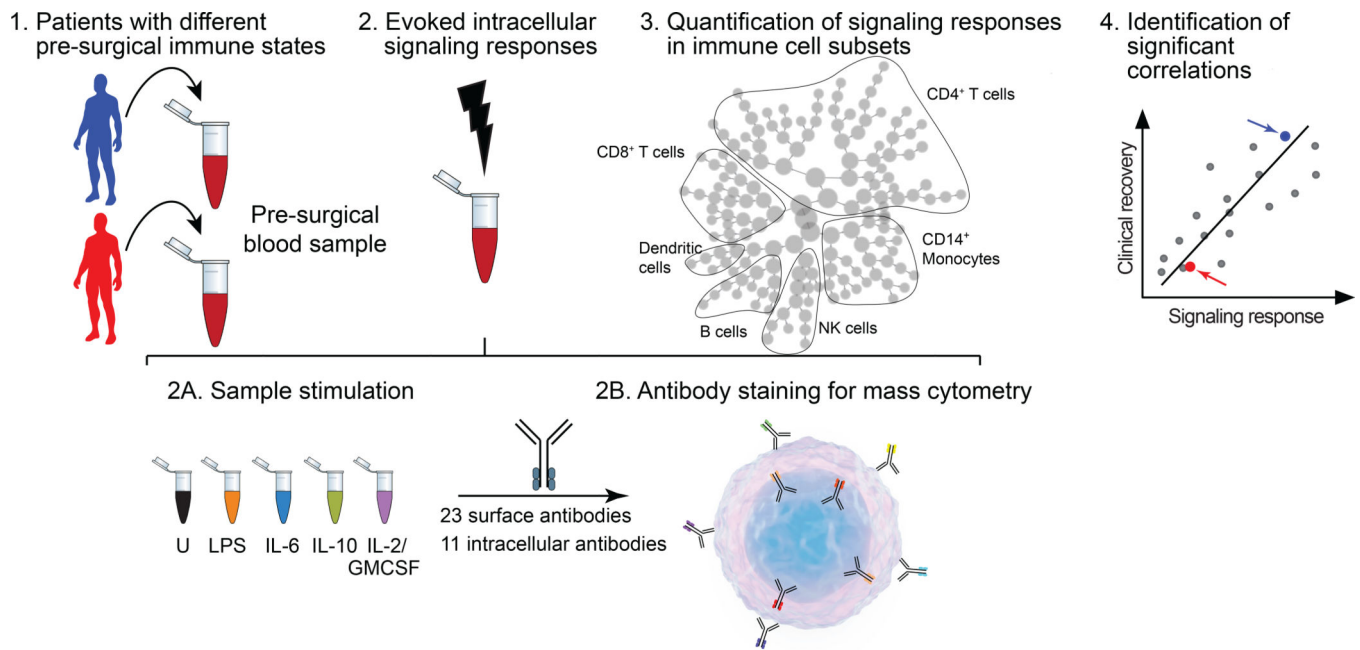 1. Patients with different
pre-surgical immune states
2. Evoked intracellular
signaling responses
3. Quantification of signaling responses
in immune cell subsets
4. Identification of
significant
correlations
Pre-surgical
blood sample
CD4⁺ T cells
CD8⁺ T cells
Dendritic
cells
CD14⁺
Monocytes
B cells
NK cells
Clinical recovery
Signaling response
2A. Sample stimulation
2B. Antibody staining for mass cytometry
U LPS IL-6 IL-10 IL-2/
GMCSF
23 surface antibodies
11 intracellular antibodies